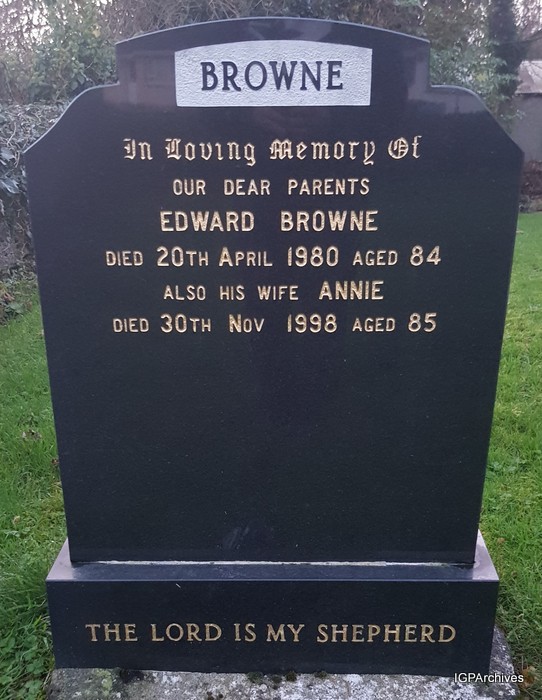 BROWNE
In Loving Memory Of
OUR DEAR PARENTS
EDWARD BROWNE
DIED 20TH APRIL 1980 AGED 84
ALSO HIS WIFE ANNIE
DIED 30TH NOV 1998 AGED 85
THE LORD IS MY SHEPHERD
IGPArchives